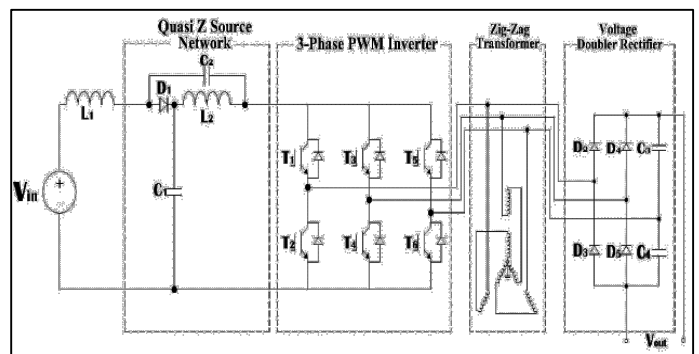 Quasi Z Source
Network
3-Phase PWM Inverter
Zig-Zag
Transformer
Voltage
Doubler Rectifier
C2
D1
L1
L2
C1
Vin
T1
T3
T5
T2
T4
T6
D2
D4
C3
D3
D5
C4
Vout